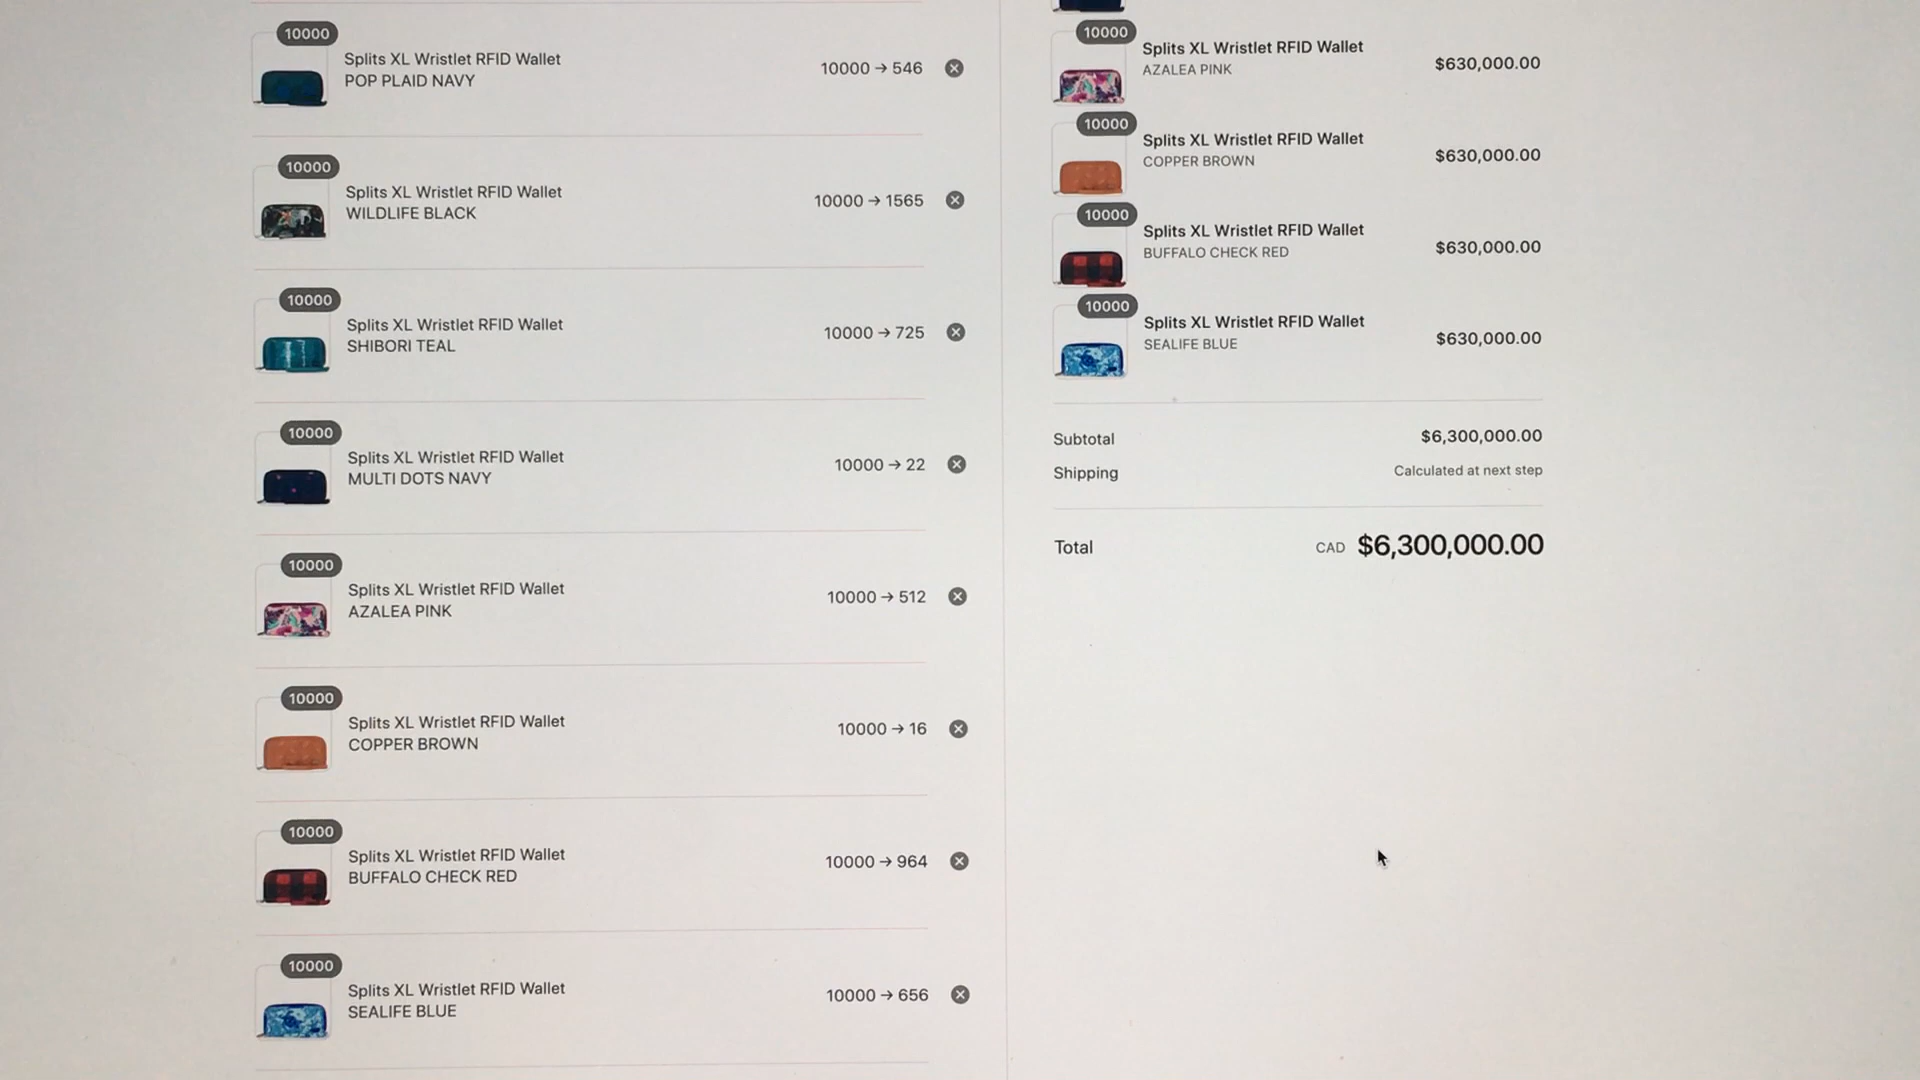 10000
Splits XL Wristlet RFID Wallet
POP PLAID NAVY
10000 → 546
10000
Splits XL Wristlet RFID Wallet
WILDLIFE BLACK
10000 → 1565
10000
Splits XL Wristlet RFID Wallet
SHIBORI TEAL
10000 → 725
10000
Splits XL Wristlet RFID Wallet
MULTI DOTS NAVY
10000 → 22
10000
Splits XL Wristlet RFID Wallet
AZALEA PINK
10000 → 512
10000
Splits XL Wristlet RFID Wallet
COPPER BROWN
10000 → 16
10000
Splits XL Wristlet RFID Wallet
BUFFALO CHECK RED
10000 → 964
10000
Splits XL Wristlet RFID Wallet
SEALIFE BLUE
10000 → 656
10000
Splits XL Wristlet RFID Wallet
AZALEA PINK
$630,000.00
10000
Splits XL Wristlet RFID Wallet
COPPER BROWN
$630,000.00
10000
Splits XL Wristlet RFID Wallet
BUFFALO CHECK RED
$630,000.00
10000
Splits XL Wristlet RFID Wallet
SEALIFE BLUE
$630,000.00
Subtotal $6,300,000.00
Shipping Calculated at next step
Total CAD $6,300,000.00